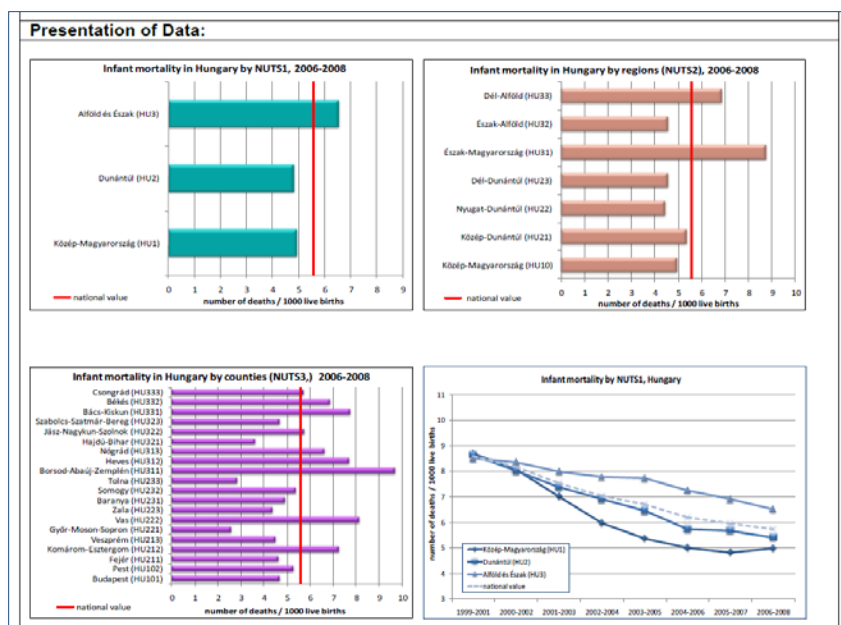 Presentation of Data:
Infant mortality in Hungary by NUTS1, 2006-2008
Alföld és Észak (HU3)
Dunántúl (HU2)
Közép-Magyarország (HU1)
0 1 2 3 4 5 6 7 8 9
number of deaths / 1000 live births
national value
Infant mortality in Hungary by regions (NUTS2), 2006-2008
Dél-Alföld (HU33)
Észak-Alföld (HU32)
Észak-Magyarország (HU31)
Dél-Dunántúl (HU23)
Nyugat-Dunántúl (HU22)
Közép-Dunántúl (HU21)
Közép-Magyarország (HU10)
0 1 2 3 4 5 6 7 8 9 10
number of deaths / 1000 live births
national value
Infant mortality in Hungary by counties (NUTS3,) 2006-2008
Csongrád (HU333)
Békés (HU332)
Bács-Kiskun (HU331)
Szabolcs-Szatmár-Bereg (HU323)
Jász-Nagykun-Szolnok (HU322)
Hajdú-Bihar (HU321)
Nógrád (HU313)
Heves (HU312)
Borsod-Abaúj-Zemplén (HU311)
Tolna (HU233)
Somogy (HU232)
Baranya (HU231)
Zala (HU223)
Vas (HU222)
Győr-Moson-Sopron (HU221)
Veszprém (HU213)
Komárom-Esztergom (HU212)
Fejér (HU211)
Pest (HU102)
Budapest (HU101)
0 1 2 3 4 5 6 7 8 9 10
number of deaths / 1000 live births
national value
Infant mortality by NUTS1, Hungary
number of deaths / 1000 live births
11
10
9
8
7
6
5
4
3
Közép-Magyarország (HU1)
Dunántúl (HU2)
Alföld és Észak (HU3)
national value
1999-2001 2000-2002 2001-2003 2002-2004 2003-2005 2004-2006 2005-2007 2006-2008